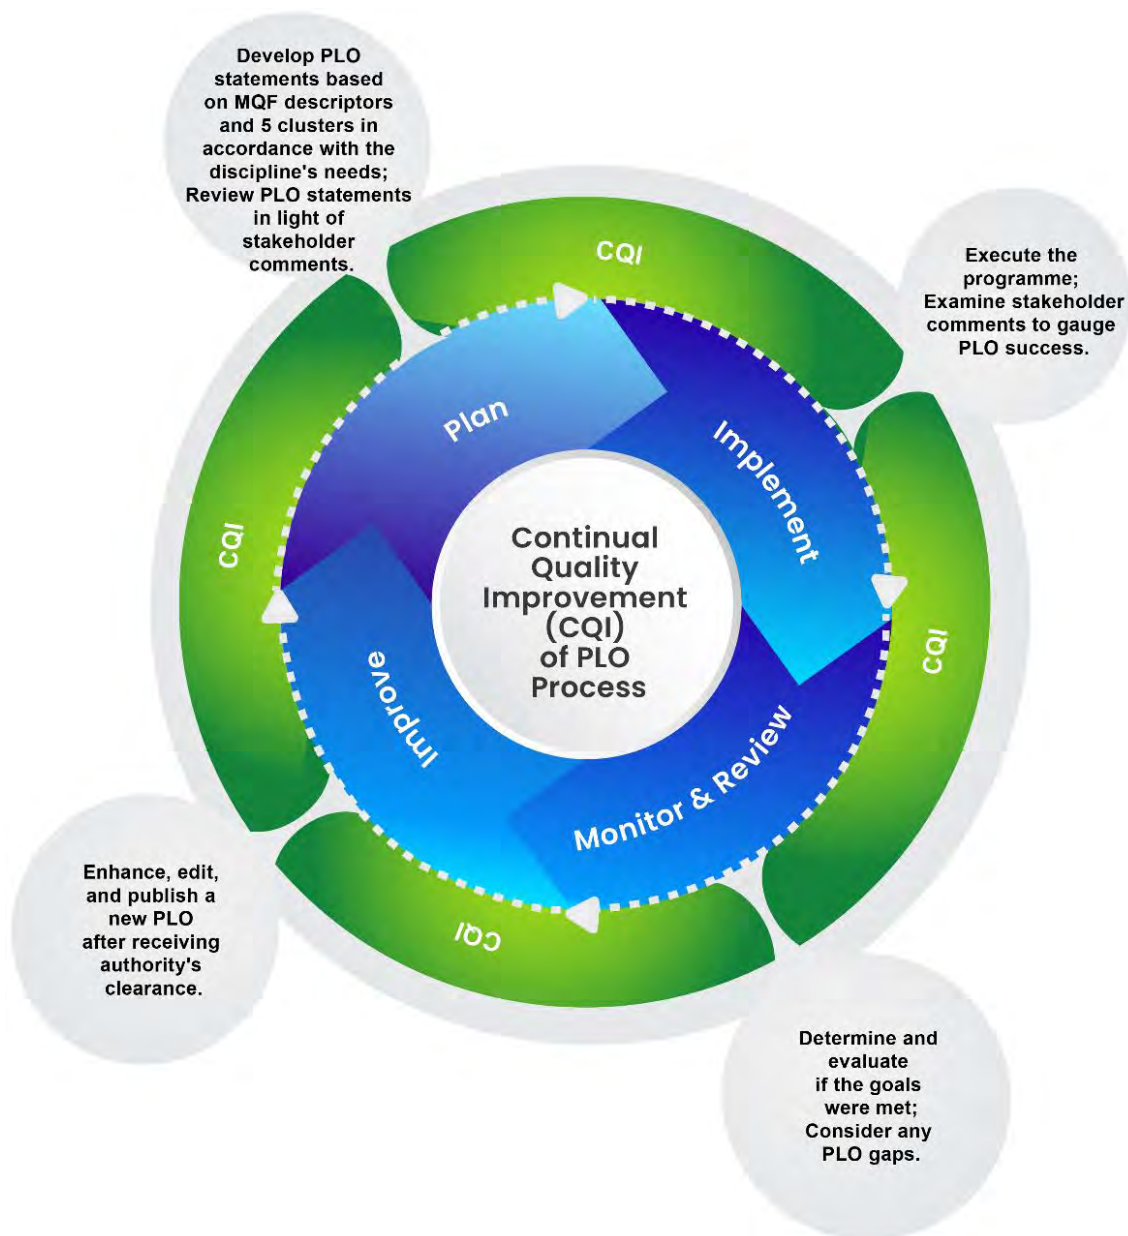 Develop PLO
statements based
on MQF descriptors
and 5 clusters in
accordance with the
discipline's needs;
Review PLO statements
in light of
stakeholder
comments.
CQI
Execute the
programme;
Examine stakeholder
comments to gauge
PLO success.
Plan
Implement
CQI
Continual
Quality
Improvement
(CQI)
of PLO
Process
CQI
Improve
Monitor & Review
Enhance, edit,
and publish a
new PLO
after receiving
authority's
clearance.
CQI
Determine and
evaluate
if the goals
were met;
Consider any
PLO gaps.